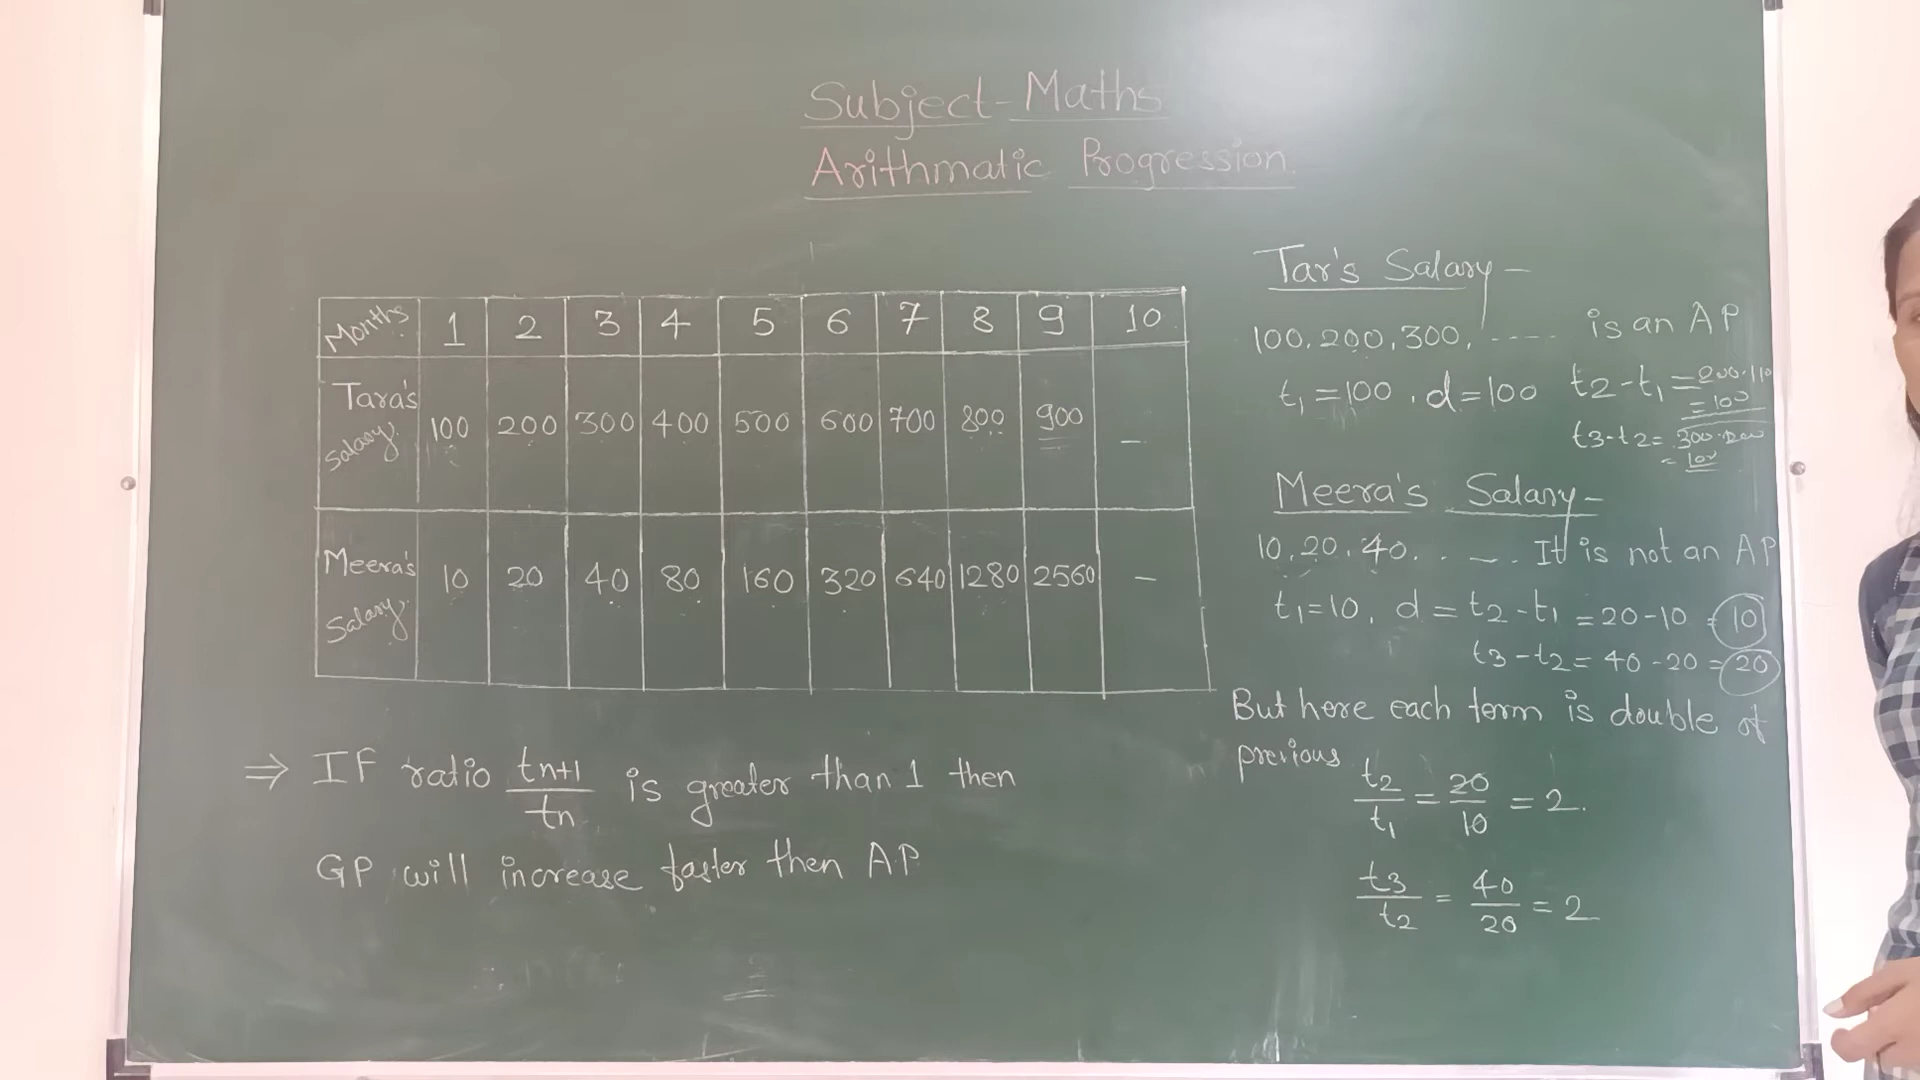 Subject-Maths
Arithmatic Progression.
Months 1 2 3 4 5 6 7 8 9 10
Tara's Salary 100 200 300 400 500 600 700 800 900 –
Meera's Salary 10 20 40 80 160 320 640 1280 2560 –
⇒ IF ratio tn+1/tn is greater than 1 then
GP will increase faster then AP
Tar's Salary –
100, 200, 300, ---- is an AP
t1 = 100, d = 100 t2 - t1 =
= 100
t3 - t2 =
Meera's Salary –
10, 20, 40. . – – . It is not an AP
t1 = 10, d = t2 - t1 = 20 - 10 = 10
t3 - t2 = 40 - 20 = 20
But here each term is double of
previous
t2/t1 = 20/10 = 2.
t3/t2 = 40/20 = 2